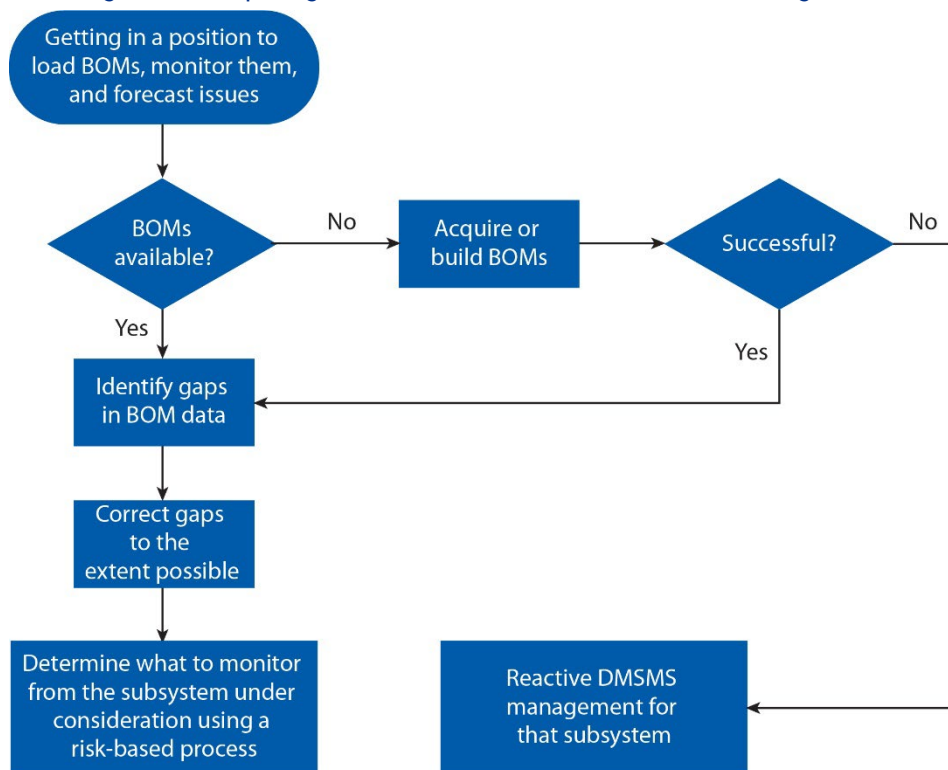 Getting in a position to
load BOMs, monitor them,
and forecast issues
BOMs
available?
No
Acquire or
build BOMs
Successful?
No
Yes
Yes
Identify gaps
in BOM data
Correct gaps
to the
extent possible
Determine what to monitor
from the subsystem under
consideration using a
risk-based process
Reactive DMSMS
management for
that subsystem